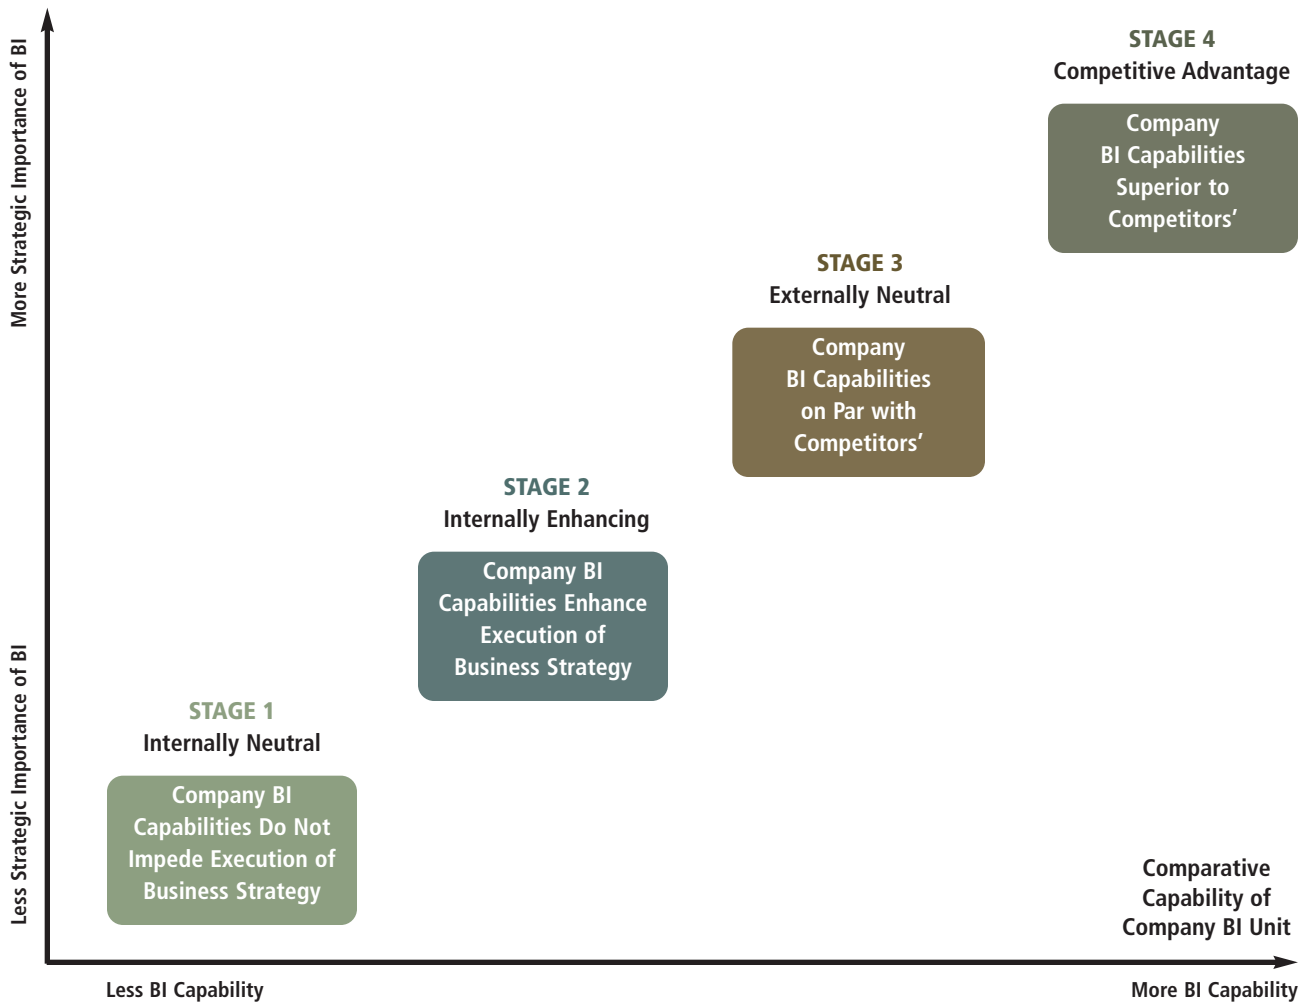 More Strategic Importance of BI
Less Strategic Importance of BI
STAGE 4
Competitive Advantage
Company
BI Capabilities
Superior to
Competitors’
STAGE 3
Externally Neutral
Company
BI Capabilities
on Par with
Competitors’
STAGE 2
Internally Enhancing
Company BI
Capabilities Enhance
Execution of
Business Strategy
STAGE 1
Internally Neutral
Company BI
Capabilities Do Not
Impede Execution of
Business Strategy
Comparative
Capability of
Company BI Unit
Less BI Capability
More BI Capability